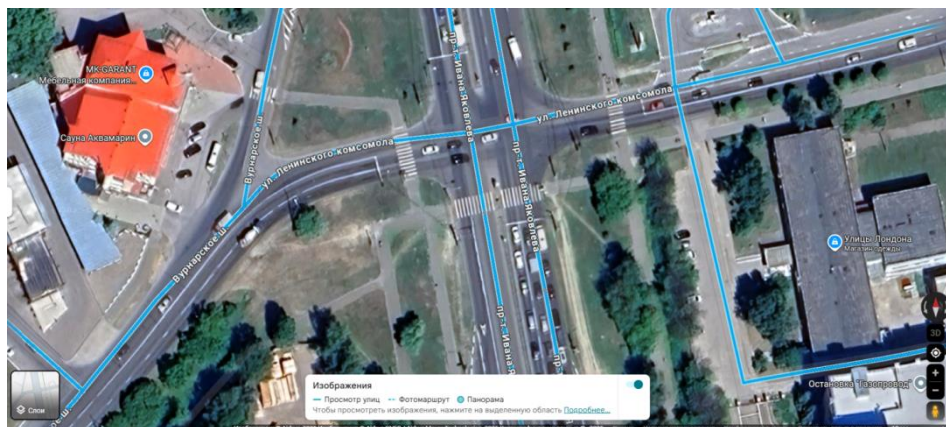 MK-GARANT
Мебельная компания...
Сауна Аквамарин
Вурнарское ш
ул. Ленинского комсомола
пр-т. Ивана Яковлева
ул. Ленинского комсомола
пр-т. Ивана Яковлева
Вурнарское ш
Улицы Лондона
Магазин одежды
пр-т. Ивана Я
пр-
3D
Слои
Изображения
Просмотр улиц
Фотомаршрут
Панорама
Чтобы просмотреть изображения, нажмите на выделенную область Подробнее...
Остановка "Газопровод"
+
−